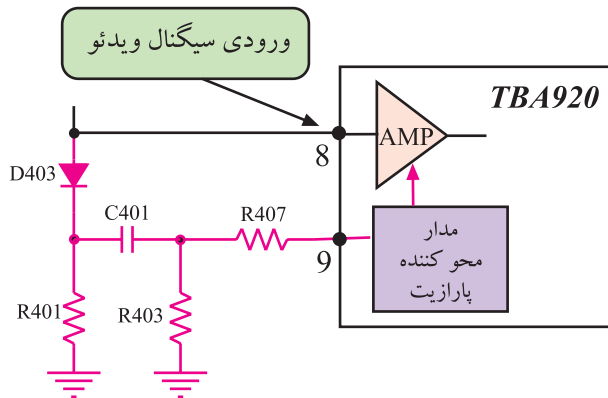 ورودی سیگنال ویدئو
TBA920
AMP
8
D403
C401
R407
9
مدار
محو کننده
پارازیت
R401
R403